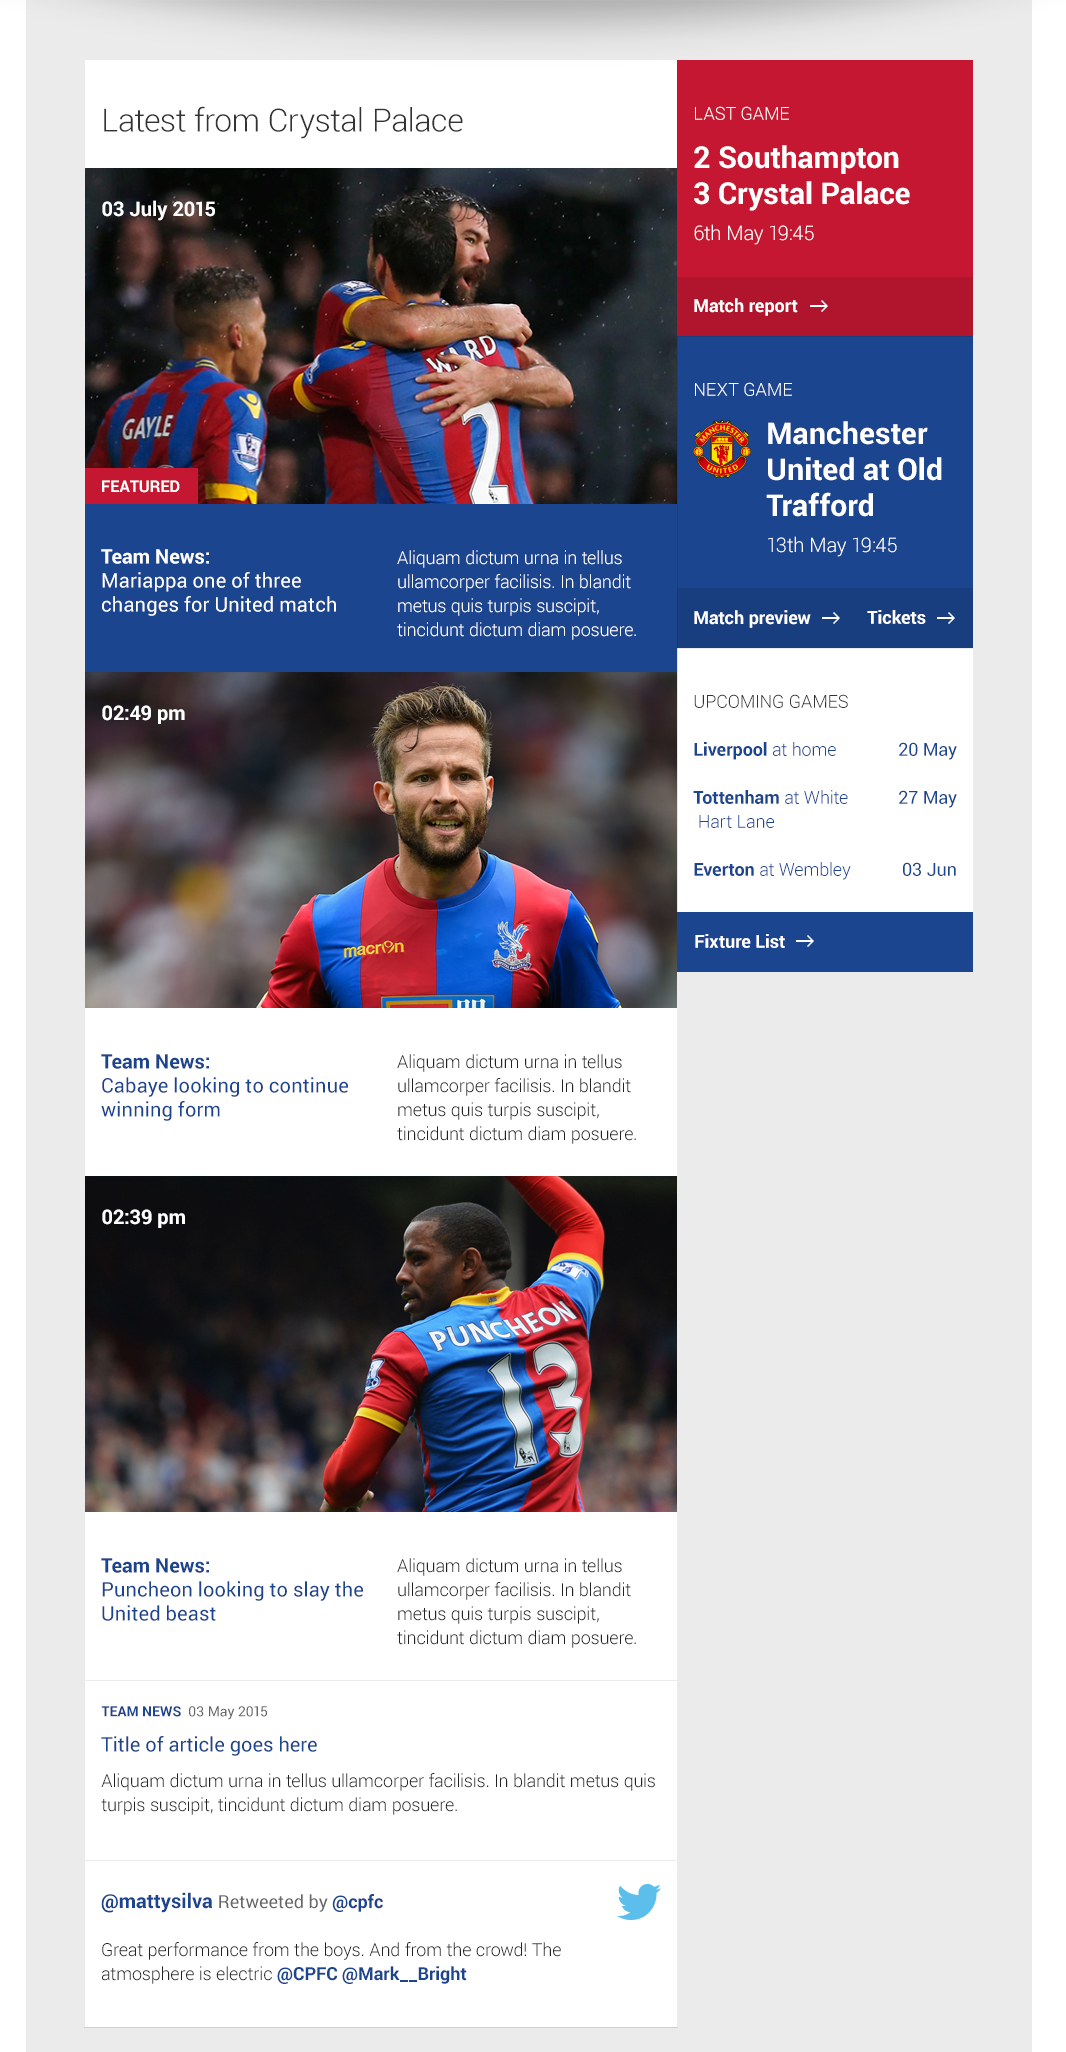 Latest from Crystal Palace
03 July 2015
WARD
2
GAYLE
FEATURED
Team News:
Mariappa one of three
changes for United match
Aliquam dictum urna in tellus
ullamcorper facilisis. In blandit
metus quis turpis suscipit,
tincidunt dictum diam posuere.
02:49 pm
macron
Team News:
Cabaye looking to continue
winning form
Aliquam dictum urna in tellus
ullamcorper facilisis. In blandit
metus quis turpis suscipit,
tincidunt dictum diam posuere.
02:39 pm
PUNCHEON
13
Team News:
Puncheon looking to slay the
United beast
Aliquam dictum urna in tellus
ullamcorper facilisis. In blandit
metus quis turpis suscipit,
tincidunt dictum diam posuere.
TEAM NEWS 03 May 2015
Title of article goes here
Aliquam dictum urna in tellus ullamcorper facilisis. In blandit metus quis
turpis suscipit, tincidunt dictum diam posuere.
@mattysilva Retweeted by @cpfc
Great performance from the boys. And from the crowd! The
atmosphere is electric @CPFC @Mark__Bright
LAST GAME
2 Southampton
3 Crystal Palace
6th May 19:45
Match report →
NEXT GAME
MANCHESTER
UNITED
Manchester
United at Old
Trafford
13th May 19:45
Match preview → Tickets →
UPCOMING GAMES
Liverpool at home 20 May
Tottenham at White 27 May
Hart Lane
Everton at Wembley 03 Jun
Fixture List →